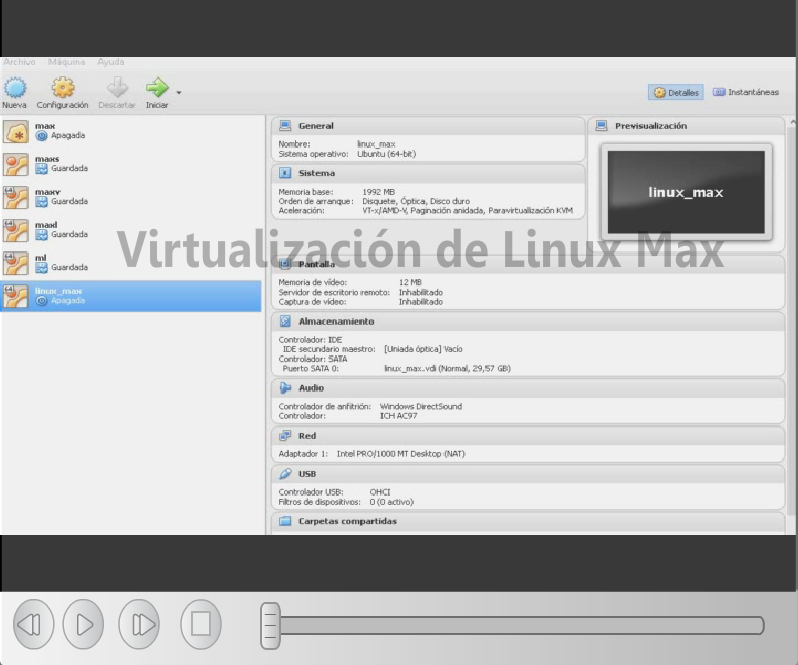 Archivo Máquina Ayuda
Nueva Configuración Descartar Iniciar
Detalles Instantáneas
max
Apagada
maxs
Guardada
maxv
Guardada
maxl
Guardada
ml
Guardada
linux_max
Apagada
General
Nombre: linux_max
Sistema operativo: Ubuntu (64-bit)
Sistema
Memoria base: 1992 MB
Orden de arranque: Disquete, Óptica, Disco duro
Aceleración: VT-x/AMD-V, Paginación anidada, Paravirtualización KVM
Previsualización
linux_max
Virtualización de Linux Max
Pantalla
Memoria de vídeo: 12 MB
Servidor de escritorio remoto: Inhabilitado
Captura de vídeo: Inhabilitado
Almacenamiento
Controlador: IDE
IDE secundario maestro: [Unidad óptica] Vacío
Controlador: SATA
Puerto SATA 0: linux_max.vdi (Normal, 29,57 GB)
Audio
Controlador de anfitrión: Windows DirectSound
Controlador: ICH AC97
Red
Adaptador 1: Intel PRO/1000 MT Desktop (NAT)
USB
Controlador USB: OHCI
Filtros de dispositivos: 0 (0 activo)
Carpetas compartidas